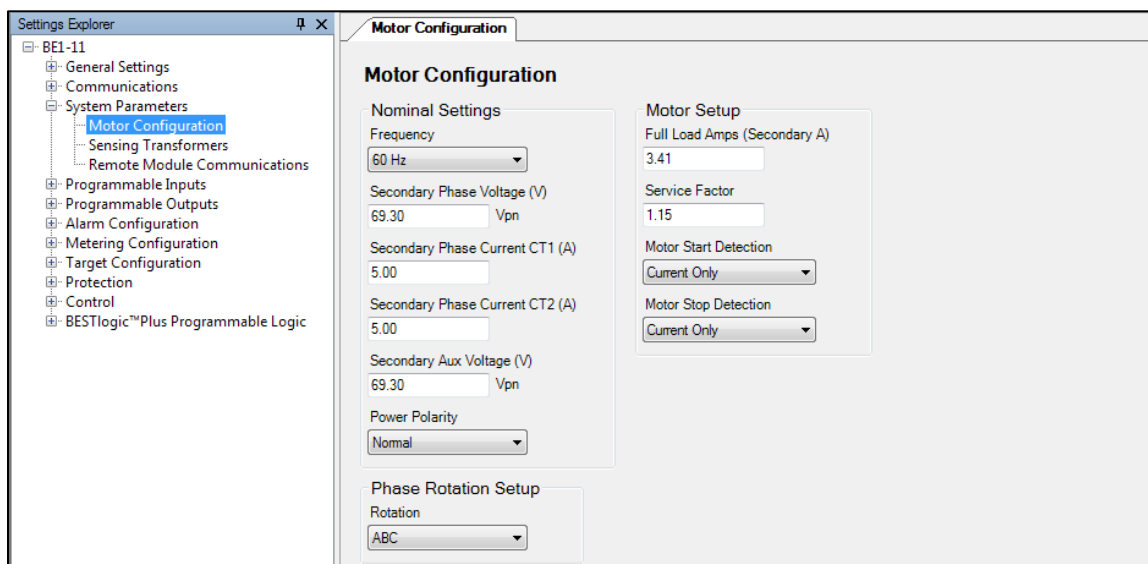 Settings Explorer
BE1-11
General Settings
Communications
System Parameters
Motor Configuration
Sensing Transformers
Remote Module Communications
Programmable Inputs
Programmable Outputs
Alarm Configuration
Metering Configuration
Target Configuration
Protection
Control
BESTlogic™Plus Programmable Logic
Motor Configuration
Motor Configuration
Nominal Settings
Frequency
60 Hz
Secondary Phase Voltage (V)
69.30 Vpn
Secondary Phase Current CT1 (A)
5.00
Secondary Phase Current CT2 (A)
5.00
Secondary Aux Voltage (V)
69.30 Vpn
Power Polarity
Normal
Phase Rotation Setup
Rotation
ABC
Motor Setup
Full Load Amps (Secondary A)
3.41
Service Factor
1.15
Motor Start Detection
Current Only
Motor Stop Detection
Current Only